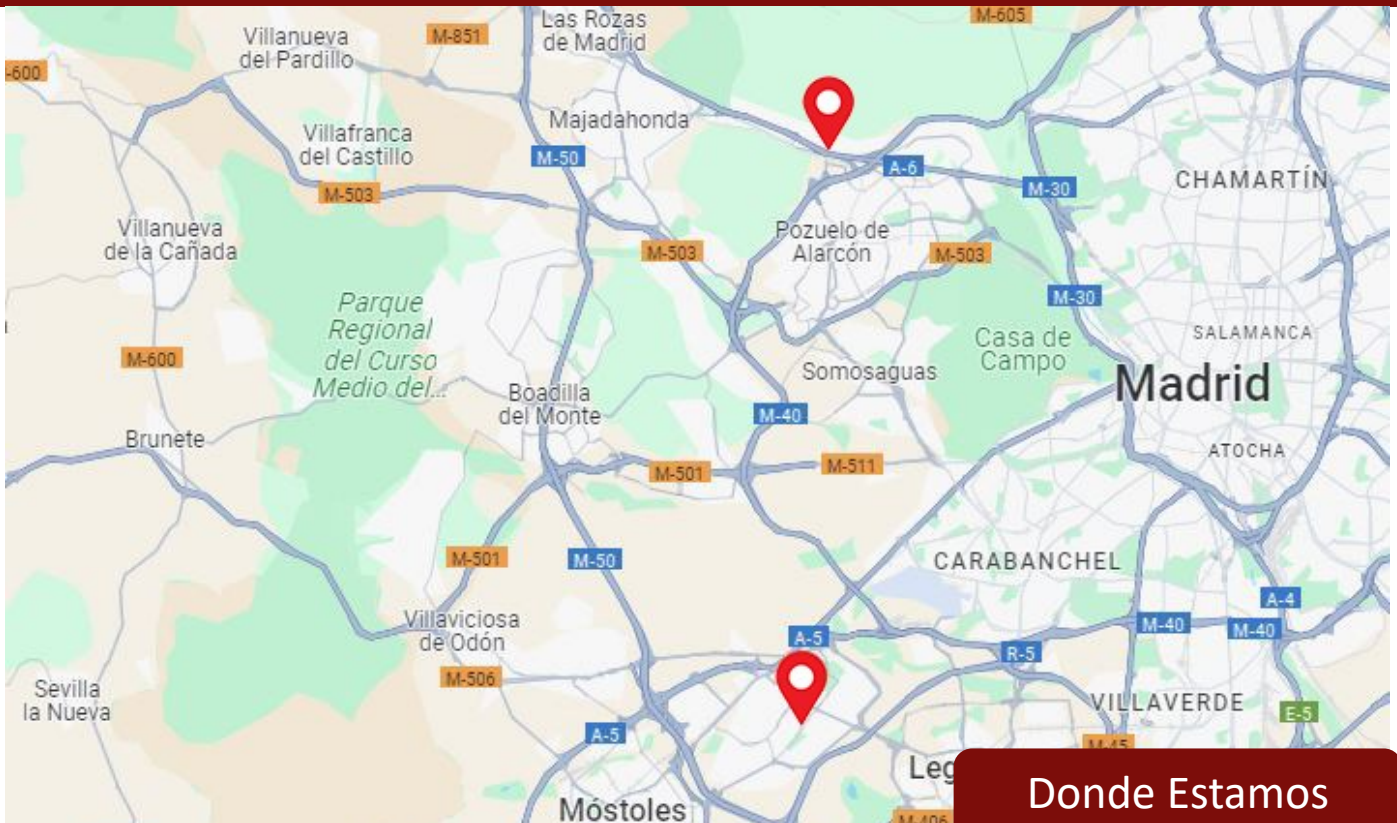 M-605
Las Rozas
de Madrid
M-851
Villanueva
del Pardillo
-600
Majadahonda
Villafranca
del Castillo
M-50
A-6
CHAMARTÍN
M-30
M-503
Villanueva
de la Cañada
Pozuelo de
Alarcón
M-503
M-503
M-30
Parque
Regional
del Curso
Medio del...
SALAMANCA
Casa de
Campo
M-600
Somosaguas
Madrid
Boadilla
del Monte
M-40
Brunete
ATOCHA
M-501
M-511
M-501
M-50
CARABANCHEL
A-4
Villaviciosa
de Odón
A-5
M-40
M-40
R-5
M-506
Sevilla
la Nueva
VILLAVERDE
E-5
A-5
M-45
Leg
Donde Estamos
Móstoles
M-406